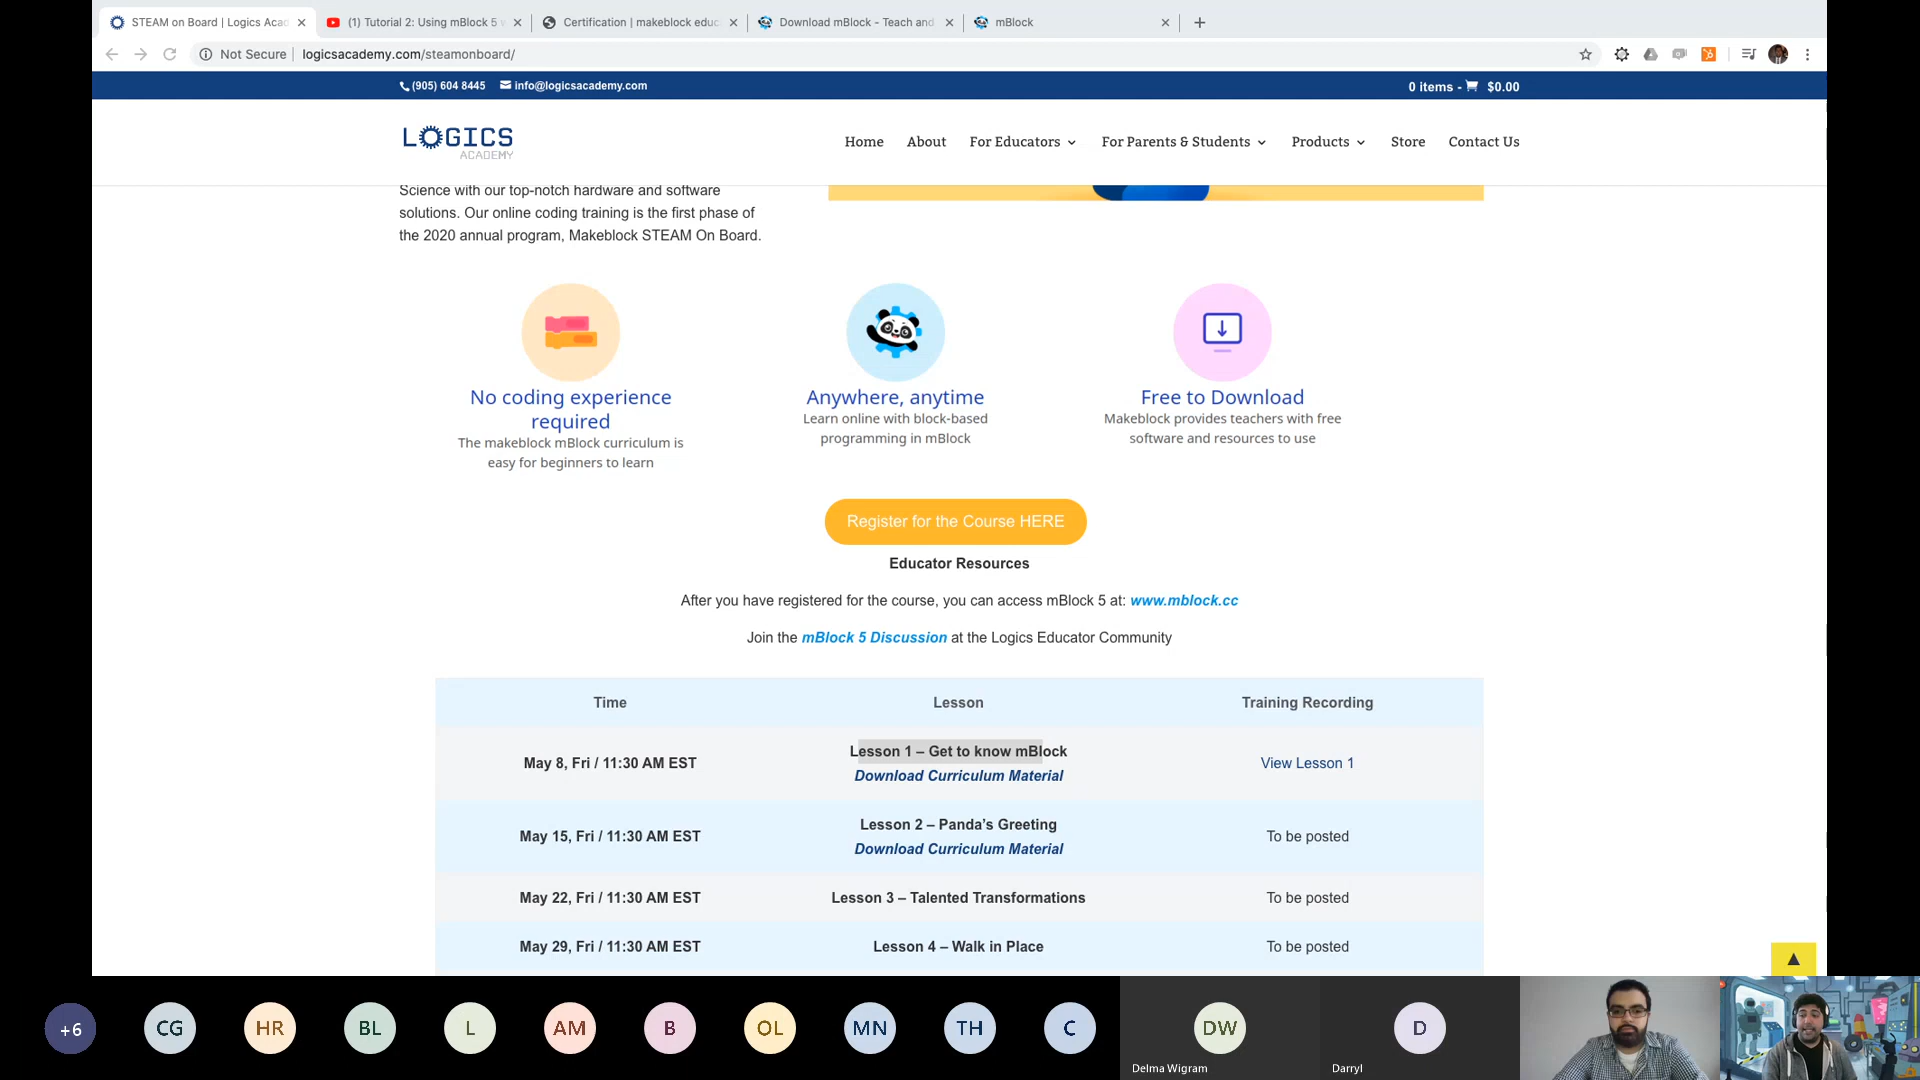 STEAM on Board | Logics Acad
(1) Tutorial 2: Using mBlock 5 w
Certification | makeblock educ
Download mBlock - Teach and
mBlock
Not Secure | logicsacademy.com/steamonboard/
(905) 604 8445
info@logicsacademy.com
0 items - $0.00
LOGICS
ACADEMY
Home
About
For Educators
For Parents & Students
Products
Store
Contact Us
Science with our top-notch hardware and software
solutions. Our online coding training is the first phase of
the 2020 annual program, Makeblock STEAM On Board.
No coding experience
required
The makeblock mBlock curriculum is
easy for beginners to learn
Anywhere, anytime
Learn online with block-based
programming in mBlock
Free to Download
Makeblock provides teachers with free
software and resources to use
Register for the Course HERE
Educator Resources
After you have registered for the course, you can access mBlock 5 at: www.mblock.cc
Join the mBlock 5 Discussion at the Logics Educator Community
Time
Lesson
Training Recording
May 8, Fri / 11:30 AM EST
Lesson 1 – Get to know mBlock
Download Curriculum Material
View Lesson 1
May 15, Fri / 11:30 AM EST
Lesson 2 – Panda’s Greeting
Download Curriculum Material
To be posted
May 22, Fri / 11:30 AM EST
Lesson 3 – Talented Transformations
To be posted
May 29, Fri / 11:30 AM EST
Lesson 4 – Walk in Place
To be posted
+6
CG
HR
BL
L
AM
B
OL
MN
TH
C
DW
Delma Wigram
D
Darryl